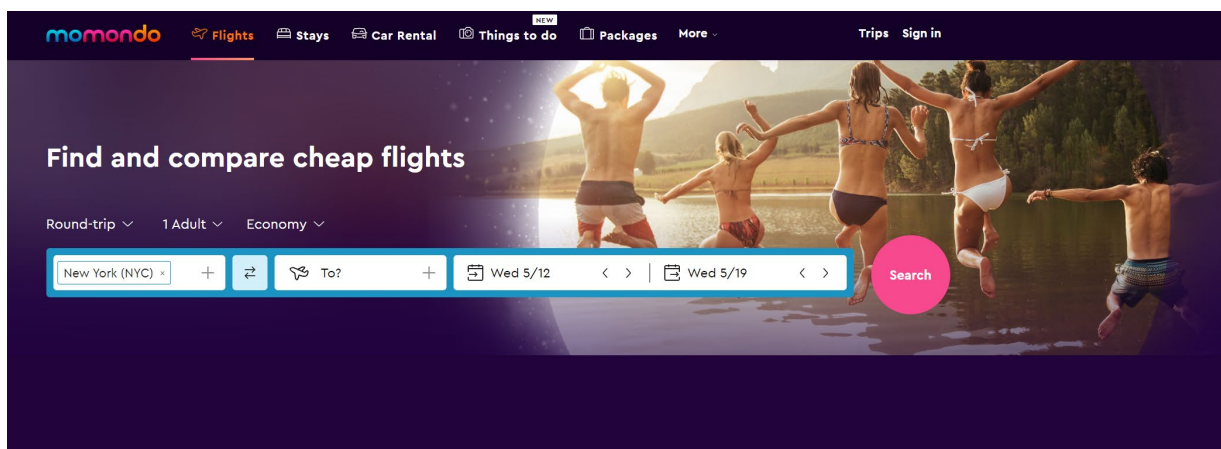 NEW
momondo Flights Stays Car Rental Things to do Packages More Trips Sign in
Find and compare cheap flights
Round-trip 1 Adult Economy
New York (NYC) × + To? + Wed 5/12 < > Wed 5/19 < > Search